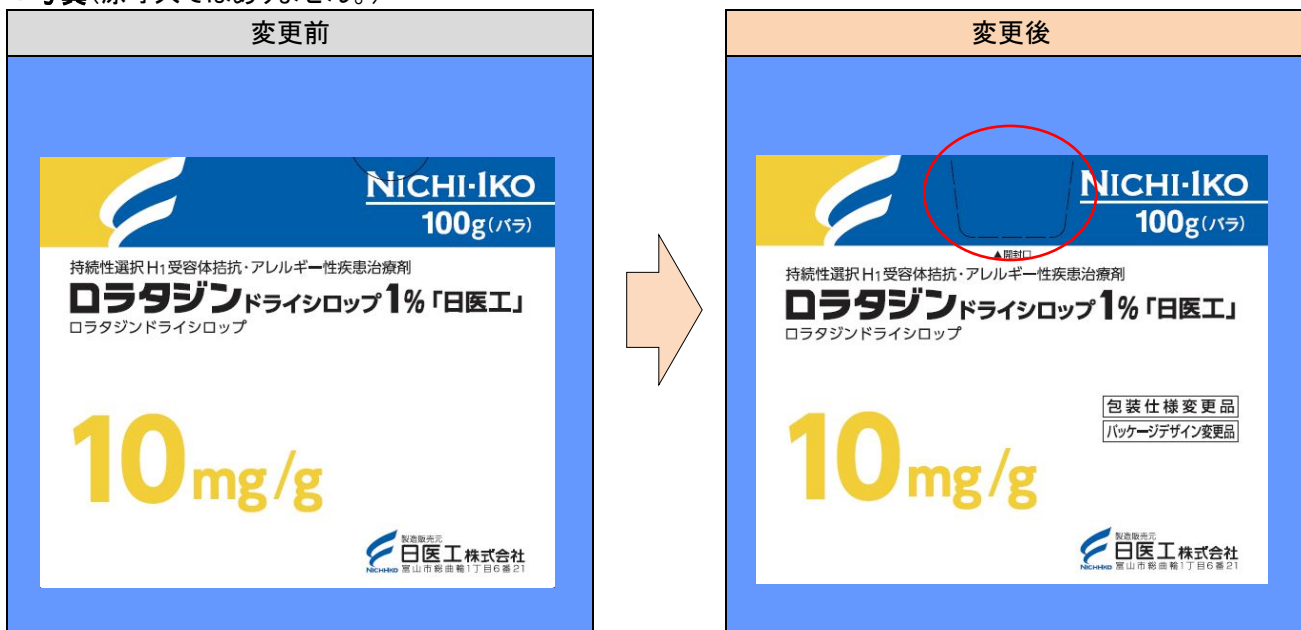 変更前
NICHI-IKO
100g(バラ)
持続性選択H1受容体拮抗・アレルギー性疾患治療剤
ロラタジンドライシロップ1%「日医工」
ロラタジンドライシロップ
10mg/g
製造販売元
日医工株式会社
NICHI-IKO 富山市総曲輪1丁目6番21
変更後
NICHI-IKO
100g(バラ)
▲開封口
持続性選択H1受容体拮抗・アレルギー性疾患治療剤
ロラタジンドライシロップ1%「日医工」
ロラタジンドライシロップ
包装仕様変更品
パッケージデザイン変更品
10mg/g
製造販売元
日医工株式会社
NICHI-IKO 富山市総曲輪1丁目6番21